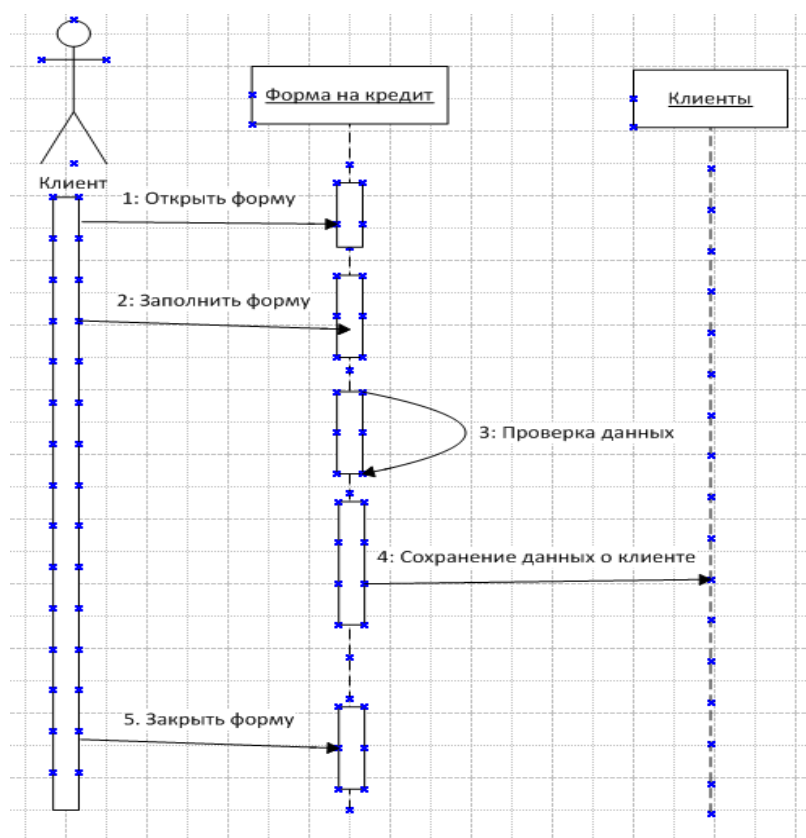 Форма на кредит
Клиенты
Клиент
1: Открыть форму
2: Заполнить форму
3: Проверка данных
4: Сохранение данных о клиенте
5. Закрыть форму